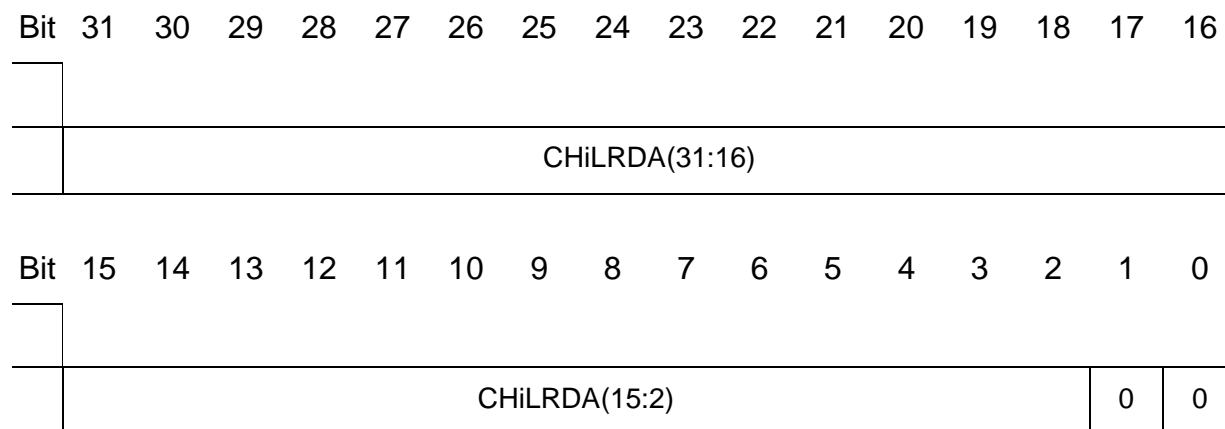 Bit 31 30 29 28 27 26 25 24 23 22 21 20 19 18 17 16
CHiLRDA(31:16)
Bit 15 14 13 12 11 10 9 8 7 6 5 4 3 2 1 0
CHiLRDA(15:2) 0 0